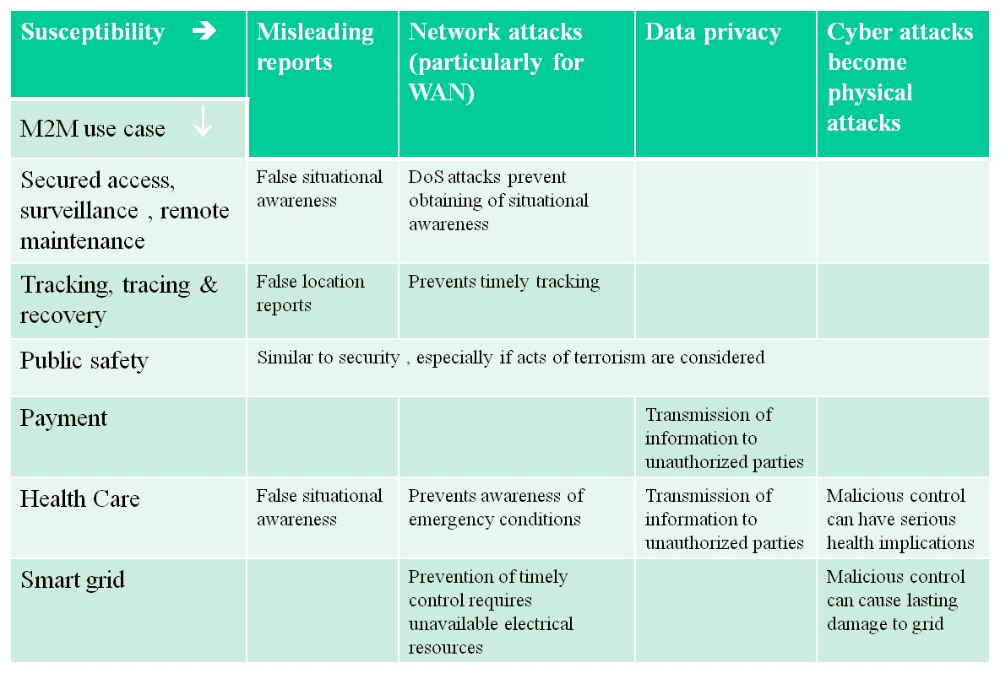 Susceptibility →
Misleading
reports
Network attacks
(particularly for
WAN)
Data privacy
Cyber attacks
become
physical
attacks
M2M use case ↓
Secured access,
surveillance , remote
maintenance
False situational
awareness
DoS attacks prevent
obtaining of situational
awareness
Tracking, tracing &
recovery
False location
reports
Prevents timely tracking
Public safety
Similar to security , especially if acts of terrorism are considered
Payment
Transmission of
information to
unauthorized parties
Health Care
False situational
awareness
Prevents awareness of
emergency conditions
Transmission of
information to
unauthorized parties
Malicious control
can have serious
health implications
Smart grid
Prevention of timely
control requires
unavailable electrical
resources
Malicious control
can cause lasting
damage to grid